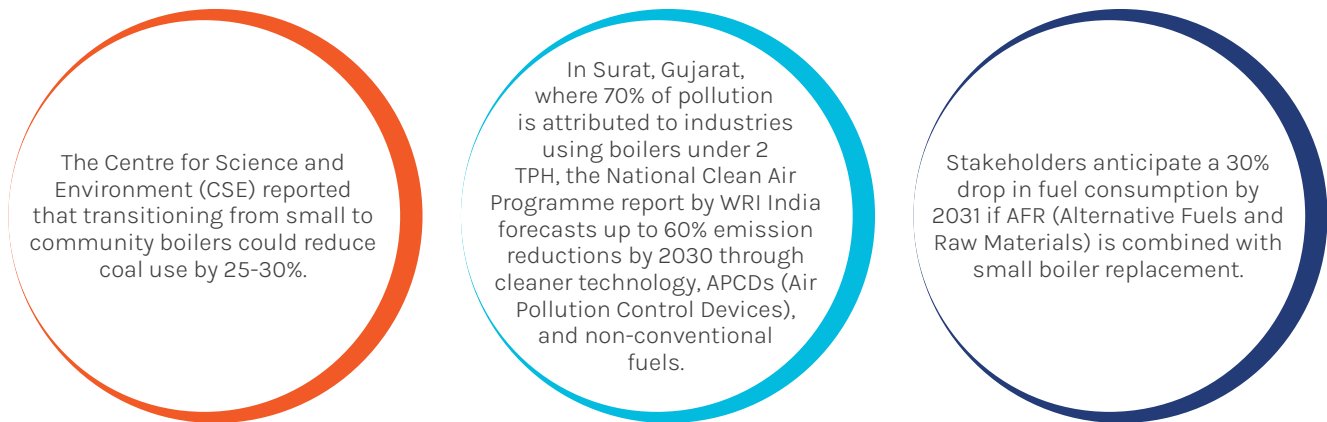 The Centre for Science and
Environment (CSE) reported
that transitioning from small to
community boilers could reduce
coal use by 25-30%.
In Surat, Gujarat,
where 70% of pollution
is attributed to industries
using boilers under 2
TPH, the National Clean Air
Programme report by WRI India
forecasts up to 60% emission
reductions by 2030 through
cleaner technology, APCDs (Air
Pollution Control Devices),
and non-conventional
fuels.
Stakeholders anticipate a 30%
drop in fuel consumption by
2031 if AFR (Alternative Fuels and
Raw Materials) is combined with
small boiler replacement.